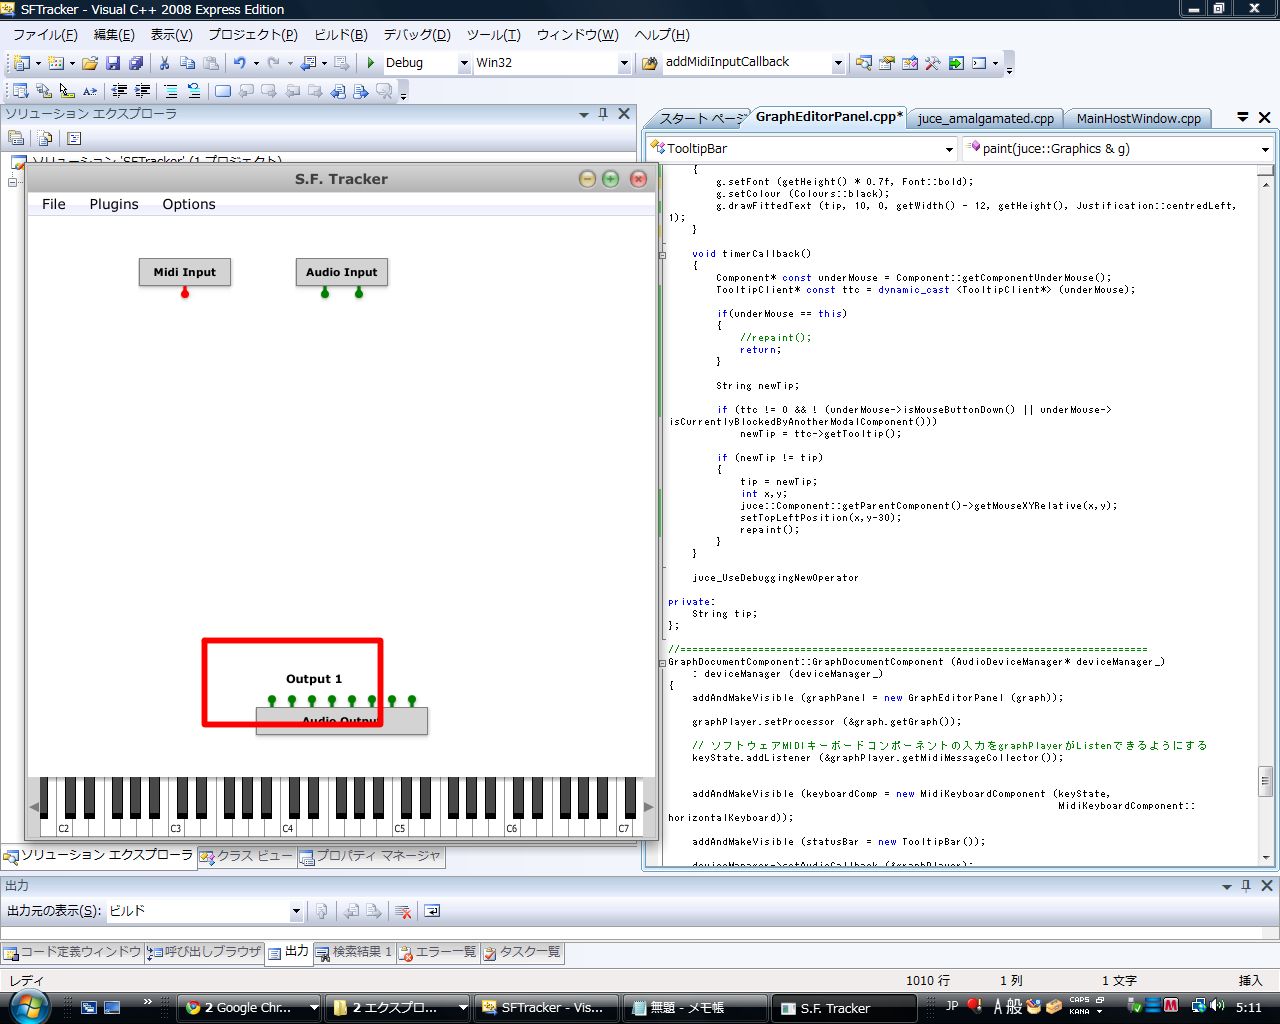 SFTracker - Visual C++ 2008 Express Edition
ファイル(F) 編集(E) 表示(V) プロジェクト(P) ビルド(B) デバッグ(D) ツール(T) ウィンドウ(W) ヘルプ(H)
Debug Win32 addMidiInputCallback
ソリューション エクスプローラ
ソリューション 'SFTracker' (1 プロジェクト)
S.F. Tracker
File Plugins Options
Midi Input Audio Input
Output 1
Audio Output
C2 C3 C4 C5 C6 C7
ソリューション エクスプローラ クラス ビュー プロパティ マネージャ
スタート ページ GraphEditorPanel.cpp* juce_amalgamated.cpp MainHostWindow.cpp
TooltipBar paint(juce::Graphics & g)
{
g.setFont (getHeight() * 0.7f, Font::bold);
g.setColour (Colours::black);
g.drawFittedText (tip, 10, 0, getWidth() - 12, getHeight(), Justification::centredLeft,
1);
}
void timerCallback()
{
Component* const underMouse = Component::getComponentUnderMouse();
TooltipClient* const ttc = dynamic_cast <TooltipClient*> (underMouse);
if(underMouse == this)
{
//repaint();
return;
}
String newTip;
if (ttc != 0 && ! (underMouse->isMouseButtonDown() || underMouse->
isCurrentlyBlockedByAnotherModalComponent()))
newTip = ttc->getTooltip();
if (newTip != tip)
{
tip = newTip;
int x,y;
juce::Component::getParentComponent()->getMouseXYRelative(x,y);
setTopLeftPosition(x,y-30);
repaint();
}
}
juce_UseDebuggingNewOperator
private:
String tip;
};
//==============================================================================
GraphDocumentComponent::GraphDocumentComponent (AudioDeviceManager* deviceManager_)
: deviceManager (deviceManager_)
{
addAndMakeVisible (graphPanel = new GraphEditorPanel (graph));
graphPlayer.setProcessor (&graph.getGraph());
// ソフトウェアMIDIキーボードコンポーネントの入力をgraphPlayerがListenできるようにする
keyState.addListener (&graphPlayer.getMidiMessageCollector());
addAndMakeVisible (keyboardComp = new MidiKeyboardComponent (keyState,
MidiKeyboardComponent::
horizontalKeyboard));
addAndMakeVisible (statusBar = new TooltipBar());
deviceManager->setAudioCallback (&graphPlayer);
出力
出力元の表示(S): ビルド
コード定義ウィンドウ 呼び出しブラウザ 出力 検索結果 1 エラー一覧 タスク一覧
レディ 1010 行 1 列 1 文字 挿入
2 Google Chr... 2 エクスプロ... SFTracker - Vis... 無題 - メモ帳 S.F. Tracker JP A 般 CAPS KANA 5:11